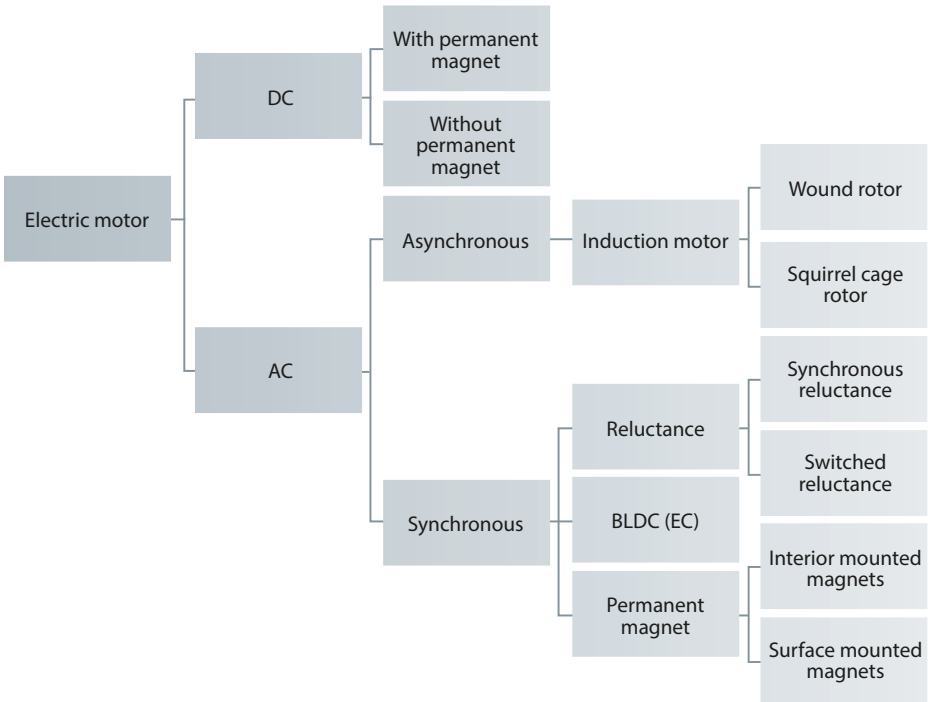 Electric motor
DC
With permanent
magnet
Without
permanent
magnet
AC
Asynchronous
Induction motor
Wound rotor
Squirrel cage
rotor
Synchronous
Reluctance
Synchronous
reluctance
Switched
reluctance
BLDC (EC)
Permanent
magnet
Interior mounted
magnets
Surface mounted
magnets